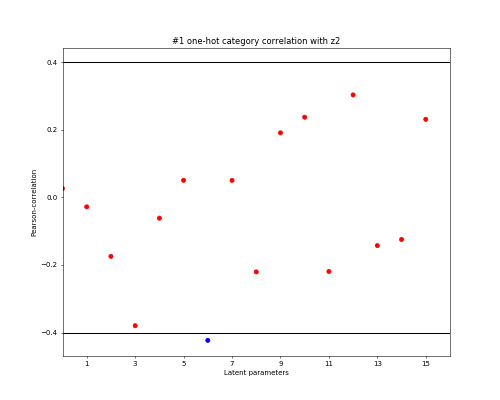 #1 one-hot category correlation with z2
0.4
0.2
0.0
−0.2
−0.4
Pearson-correlation
1 3 5 7 9 11 13 15
Latent parameters